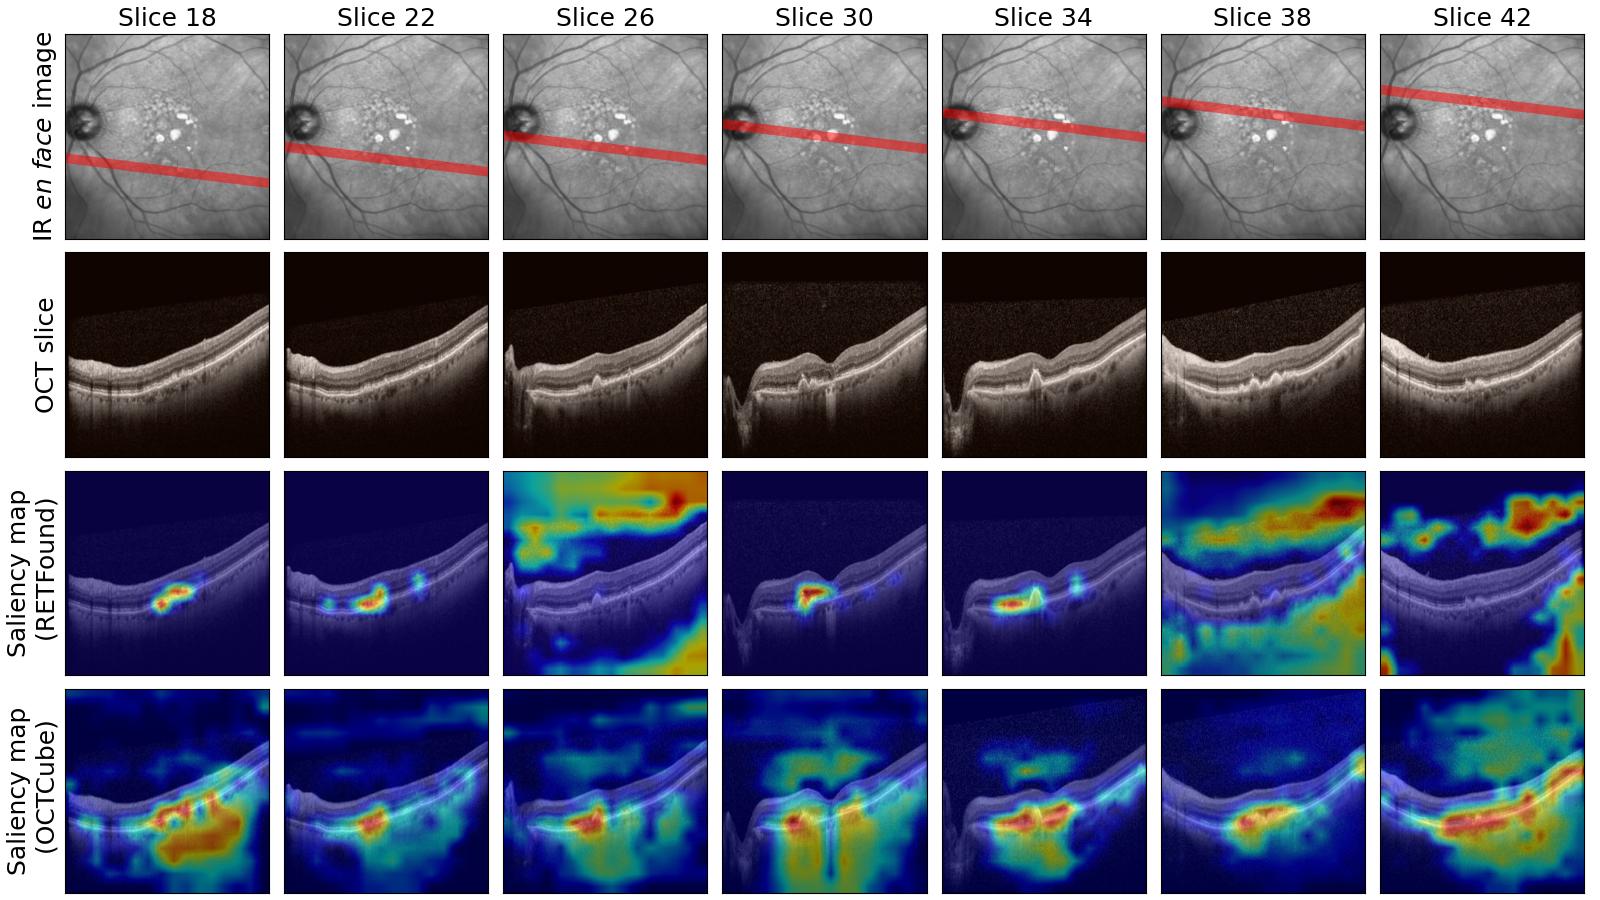 Slice 18
Slice 22
Slice 26
Slice 30
Slice 34
Slice 38
Slice 42
IR en face image
OCT slice
Saliency map
(RETFound)
Saliency map
(OCTCube)